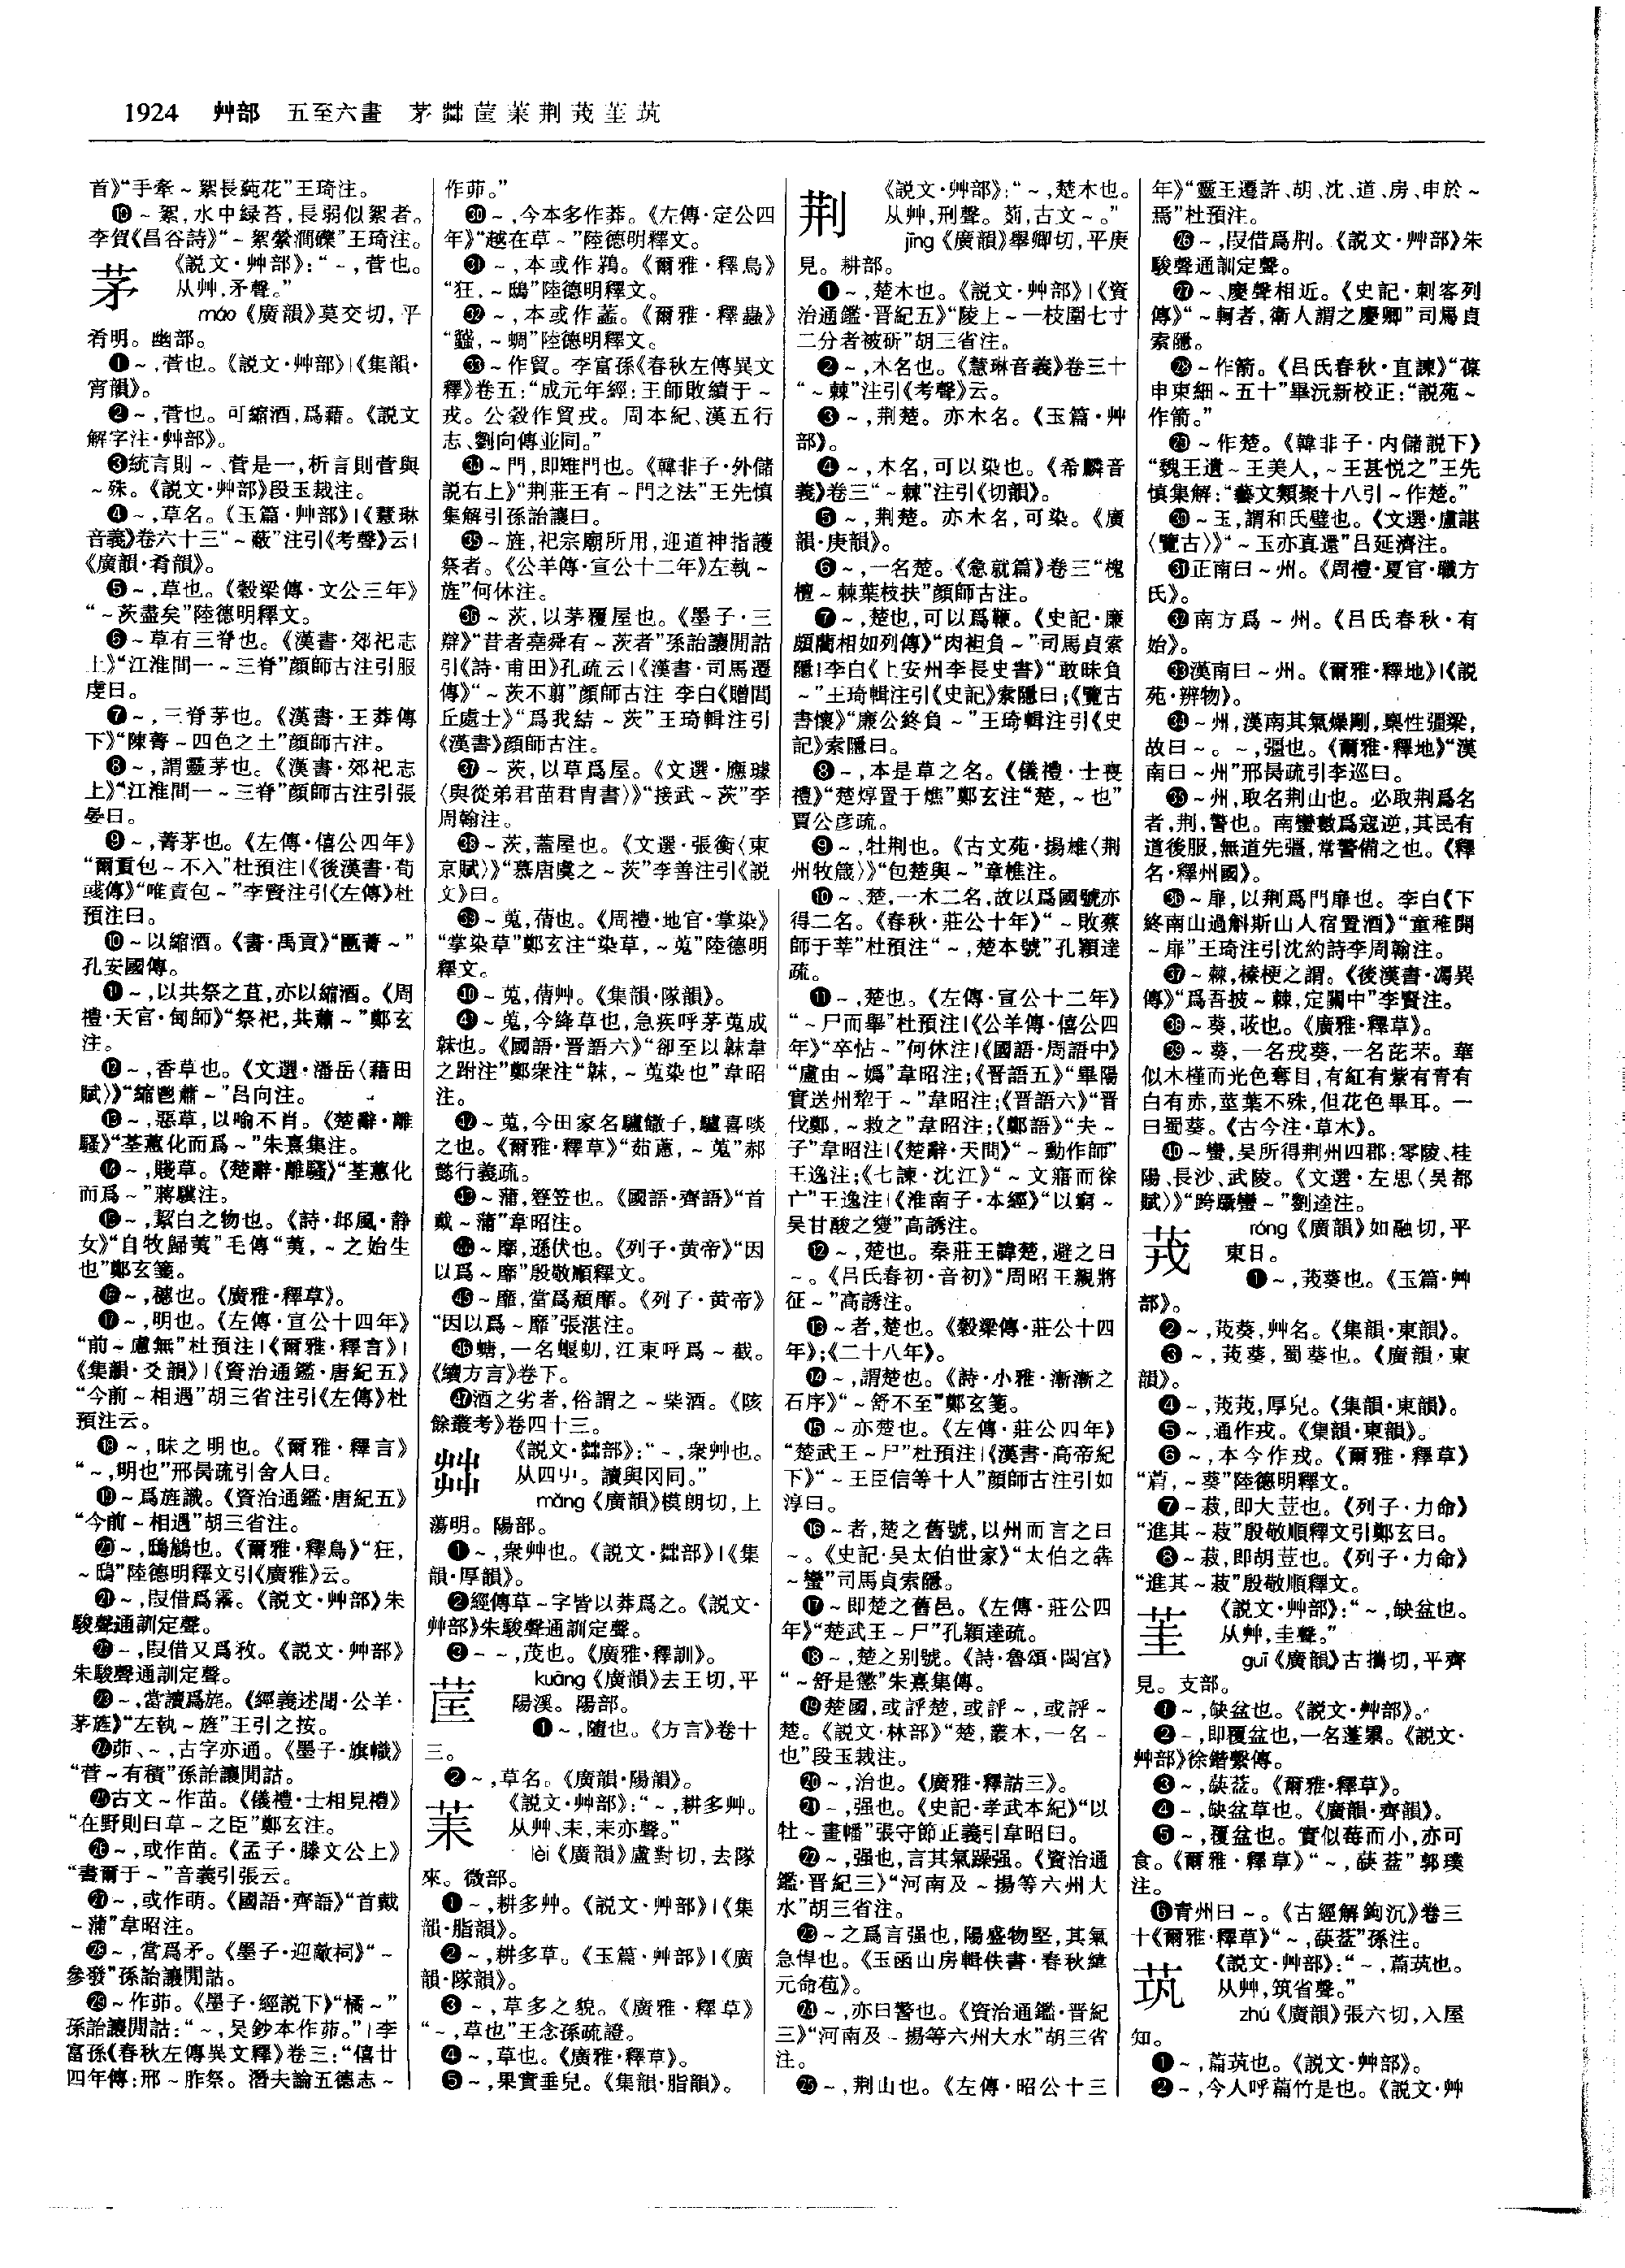 1924 艸部 五至六畫 茅茻茞茉荆茙茥茿
首》“手牽～絮長蒓花”王琦注。
⓳～絮，水中緑苔，長弱似絮者。
李賀《昌谷詩》“～絮縈澗礫”王琦注。
茅 《説文·艸部》：“～，菅也。
从艸，矛聲。”
máo《廣韻》莫交切，平
肴明。幽部。
❶～，菅也。《説文·艸部》|《集韻·
宵韻》。
❷～，菅也。可縮酒，爲藉。《説文
解字注·艸部》。
❸統言則～、菅是一，析言則菅與
～殊。《説文·艸部》段玉裁注。
❹～，草名。《玉篇·艸部》|《慧琳
音義》卷六十三“～蔽”注引《考聲》云|
《廣韻·肴韻》。
❺～，草也。《穀梁傳·文公三年》
“～茨盡矣”陸德明釋文。
❻～草有三脊也。《漢書·郊祀志
上》“江淮間一～三脊”顔師古注引服
虔曰。
❼～，三脊茅也。《漢書·王莽傳
下》“陳菁～四色之土”顔師古注。
❽～，謂靈茅也。《漢書·郊祀志
上》“江淮間一～三脊”顔師古注引張
晏曰。
❾～，菁茅也。《左傳·僖公四年》
“爾貢包～不入”杜預注|《後漢書·荀
彧傳》“唯責包～”李賢注引《左傳》杜
預注曰。
❿～以縮酒。《書·禹貢》“匭菁～”
孔安國傳。
⓫～，以共祭之苴，亦以縮酒。《周
禮·天官·甸師》“祭祀，共蕭～”鄭玄
注。
⓬～，香草也。《文選·潘岳〈藉田
賦〉》“縮鬯蕭～”吕向注。
⓭～，惡草，以喻不肖。《楚辭·離
騷》“荃蕙化而爲～”朱熹集注。
⓮～，賤草。《楚辭·離騷》“荃蕙化
而爲～”蔣驥注。
⓯～，絜白之物也。《詩·邶風·静
女》“自牧歸荑”毛傳“荑，～之始生
也”鄭玄箋。
⓰～，穗也。《廣雅·釋草》。
⓱～，明也。《左傳·宣公十四年》
“前～慮無”杜預注|《爾雅·釋言》|
《集韻·爻韻》|《資治通鑑·唐紀五》
“今前～相遇”胡三省注引《左傳》杜
預注云。
⓲～，昧之明也。《爾雅·釋言》
“～，明也”邢昺疏引舍人曰。
⓳～爲旌識。《資治通鑑·唐紀五》
“今前～相遇”胡三省注。
⓴～，鴟鵂也。《爾雅·釋鳥》“狂，
～鴟”陸德明釋文引《廣雅》云。
㉑～，叚借爲霿。《説文·艸部》朱
駿聲通訓定聲。
㉒～，叚借又爲敄。《説文·艸部》
朱駿聲通訓定聲。
㉓～，當讀爲旄。《經義述聞·公羊·
茅旌》“左執～旌”王引之按。
㉔茆、～，古字亦通。《墨子·旗幟》
“菅～有積”孫詒讓閒詁。
㉕古文～作苗。《儀禮·士相見禮》
“在野則曰草～之臣”鄭玄注。
㉖～，或作苗。《孟子·滕文公上》
“晝爾于～”音義引張云。
㉗～，或作萌。《國語·齊語》“首戴
～蒲”韋昭注。
㉘～，當爲矛。《墨子·迎敵祠》“～
參發”孫詒讓閒詁。
㉙～作茆。《墨子·經説下》“橘～”
孫詒讓閒詁：“～，吴鈔本作茆。”|李
富孫《春秋左傳異文釋》卷三：“僖廿
四年傳：邢～胙祭。潛夫論五德志～
作茆。”
㉚～，今本多作莽。《左傳·定公四
年》“越在草～”陸德明釋文。
㉛～，本或作鶜。《爾雅·釋鳥》
“狂，～鴟”陸德明釋文。
㉜～，本或作蝥。《爾雅·釋蟲》
“蠽，～蜩”陸德明釋文。
㉝～作貿。李富孫《春秋左傳異文
釋》卷五：“成元年經：王師敗績于～
戎。公穀作貿戎。周本紀、漢五行
志、劉向傳並同。”
㉞～門，即雉門也。《韓非子·外儲
説右上》“荆莊王有～門之法”王先慎
集解引孫詒讓曰。
㉟～旌，祀宗廟所用，迎道神指護
祭者。《公羊傳·宣公十二年》左執～
旌”何休注。
㊱～茨，以茅覆屋也。《墨子·三
辯》“昔者堯舜有～茨者”孫詒讓閒詁
引《詩·甫田》孔疏云|《漢書·司馬遷
傳》“～茨不翦”顔師古注 李白《贈閭
丘處士》“爲我結～茨”王琦輯注引
《漢書》顔師古注。
㊲～茨，以草爲屋。《文選·應璩
〈與從弟君苗君胄書〉》“接武～茨”李
周翰注。
㊳～茨，蓋屋也。《文選·張衡〈東
京賦〉》“慕唐虞之～茨”李善注引《説
文》曰。
㊴～蒐，蒨也。《周禮·地官·掌染》
“掌染草”鄭玄注“染草，～蒐”陸德明
釋文。
㊵～蒐，蒨艸。《集韻·隊韻》。
㊶～蒐，今絳草也，急疾呼茅蒐成
韎也。《國語·晋語六》“郤至以韎韋
之跗注”鄭衆注“韎，～蒐染也”韋昭
注。
㊷～蒐，今田家名驢饊子，驢喜啖
之也。《爾雅·釋草》“茹藘，～蒐”郝
懿行義疏。
㊸～蒲，簦笠也。《國語·齊語》“首
戴～蒲”韋昭注。
㊹～靡，遜伏也。《列子·黄帝》“因
以爲～靡”殷敬順釋文。
㊺～靡，當爲頹靡。《列子·黄帝》
“因以爲～靡”張湛注。
㊻螗，一名蝘蚏，江東呼爲～截。
《續方言》卷下。
㊼酒之劣者，俗謂之～柴酒。《陔
餘叢考》卷四十三。
茻 《説文·茻部》：“～，衆艸也。
从四屮。讀與冈同。”
mǎng《廣韻》模朗切，上
蕩明。陽部。
❶～，衆艸也。《説文·茻部》|《集
韻·厚韻》。
❷經傳草～字皆以莽爲之。《説文·
艸部》朱駿聲通訓定聲。
❸～～，茂也。《廣雅·釋訓》。
kuāng《廣韻》去王切，平
陽溪。陽部。
❶～，隨也。《方言》卷十
三。
❷～，草名。《廣韻·陽韻》。
《説文·艸部》：“～，耕多艸。
从艸、耒，耒亦聲。”
lèi《廣韻》盧對切，去隊
來。微部。
❶～，耕多艸。《説文·艸部》|《集
韻·脂韻》。
❷～，耕多草。《玉篇·艸部》|《廣
韻·隊韻》。
❸～，草多之貌。《廣雅·釋草》
“～，草也”王念孫疏證。
❹～，草也。《廣雅·釋草》。
❺～，果實垂皃。《集韻·脂韻》。
荆 《説文·艸部》：“～，楚木也。
从艸，刑聲。𦮙，古文～。”
jīng《廣韻》舉卿切，平庚
見。耕部。
❶～，楚木也。《説文·艸部》|《資
治通鑑·晋紀五》“陵上～一枝圍七寸
二分者被斫”胡三省注。
❷～，木名也。《慧琳音義》卷三十
“～棘”注引《考聲》云。
❸～，荆楚。亦木名。《玉篇·艸
部》。
❹～，木名，可以染也。《希麟音
義》卷三“～棘”注引《切韻》。
❺～，荆楚。亦木名，可染。《廣
韻·庚韻》。
❻～，一名楚。《急就篇》卷三“槐
檀～棘葉枝扶”顔師古注。
❼～，楚也，可以爲鞭。《史記·廉
頗藺相如列傳》“肉袒負～”司馬貞索
隱|李白《上安州李長史書》“敢昧負
～”王琦輯注引《史記》索隱曰；《覽古
書懷》“廉公終負～”王琦輯注引《史
記》索隱曰。
❽～，本是草之名。《儀禮·士喪
禮》“楚焞置于燋”鄭玄注“楚，～也”
賈公彦疏。
❾～，牡荆也。《古文苑·揚雄〈荆
州牧箴〉》“包楚與～”章樵注。
❿～、楚，一木二名，故以爲國號亦
得二名。《春秋·莊公十年》“～敗蔡
師于莘”杜預注“～，楚本號”孔穎達
疏。
⓫～，楚也。《左傳·宣公十二年》
“～尸而舉”杜預注|《公羊傳·僖公四
年》“卒怗～”何休注|《國語·周語中》
“盧由～嬀”韋昭注；《晋語五》“畢陽
實送州犁于～”韋昭注；《晋語六》“晋
伐鄭，～救之”韋昭注；《鄭語》“夫～
子”韋昭注|《楚辭·天問》“～勳作師”
王逸注；《七諫·沈江》“～文寤而徐
亡”王逸注|《淮南子·本經》“以窮～
吴甘酸之變”高誘注。
⓬～，楚也。秦莊王諱楚，避之曰
～。《吕氏春初·音初》“周昭王親將
征～”高誘注。
⓭～者，楚也。《穀梁傳·莊公十四
年》；《二十八年》。
⓮～，謂楚也。《詩·小雅·漸漸之
石序》“～舒不至”鄭玄箋。
⓯～亦楚也。《左傳·莊公四年》
“楚武王～尸”杜預注|《漢書·高帝紀
下》“～王臣信等十人”顔師古注引如
淳曰。
⓰～者，楚之舊號，以州而言之曰
～。《史記·吴太伯世家》“太伯之犇
～蠻”司馬貞索隱。
⓱～即楚之舊邑。《左傳·莊公四
年》“楚武王～尸”孔穎達疏。
⓲～，楚之别號。《詩·魯頌·閟宫》
“～舒是懲”朱熹集傳。
⓳楚國，或評楚，或評～，或評～
楚。《説文·林部》“楚，叢木，一名～
也”段玉裁注。
⓴～，治也。《廣雅·釋詁三》。
㉑～，强也。《史記·孝武本紀》“以
牡～畫幡”張守節正義引韋昭曰。
㉒～，强也，言其氣躁强。《資治通
鑑·晋紀三》“河南及～揚等六州大
水”胡三省注。
㉓～之爲言强也，陽盛物堅，其氣
急悍也。《玉函山房輯佚書·春秋緯
元命苞》。
㉔～，亦曰警也。《資治通鑑·晋紀
三》“河南及～揚等六州大水”胡三省
注。
㉕～，荆山也。《左傳·昭公十三
年》“靈王遷許、胡、沈、道、房、申於～
焉”杜預注。
㉖～，叚借爲刑。《説文·艸部》朱
駿聲通訓定聲。
㉗～、慶聲相近。《史記·刺客列
傳》“～軻者，衛人謂之慶卿”司馬貞
索隱。
㉘～作箭。《吕氏春秋·直諫》“葆
申束細～五十”畢沅新校正：“説苑～
作箭。”
㉙～作楚。《韓非子·内儲説下》
“魏王遺～王美人，～王甚悦之”王先
慎集解：“藝文類聚十八引～作楚。”
㉚～玉，謂和氏璧也。《文選·盧諶
〈覽古〉》“～玉亦真還”吕延濟注。
㉛正南曰～州。《周禮·夏官·職方
氏》。
㉜南方爲～州。《吕氏春秋·有
始》。
㉝漢南曰～州。《爾雅·釋地》|《説
苑·辨物》。
㉞～州，漢南其氣燥剛，稟性彊梁，
故曰～。～，彊也。《爾雅·釋地》“漢
南曰～州”邢昺疏引李巡曰。
㉟～州，取名荆山也。必取荆爲名
者，荆，警也。南蠻數爲寇逆，其民有
道後服，無道先彊，常警備之也。《釋
名·釋州國》。
㊱～扉，以荆爲門扉也。李白《下
終南山過斛斯山人宿置酒》“童稚開
～扉”王琦注引沈約詩李周翰注。
㊲～棘，榛梗之謂。《後漢書·馮異
傳》“爲吾披～棘，定關中”李賢注。
㊳～葵，茷也。《廣雅·釋草》。
㊴～葵，一名戎葵，一名芘芣。華
似木槿而光色奪目，有紅有紫有青有
白有赤，莖葉不殊，但花色異耳。一
曰蜀葵。《古今注·草木》。
㊵～蠻，吴所得荆州四郡：零陵、桂
陽、長沙、武陵。《文選·左思〈吴都
賦〉》“跨躡蠻～”劉逵注。
茙 róng《廣韻》如融切，平
東日。
❶～，茙葵也。《玉篇·艸
部》。
❷～，茙葵，艸名。《集韻·東韻》。
❸～，茙葵，蜀葵也。《廣韻·東
韻》。
❹～，茙茙，厚皃。《集韻·東韻》。
❺～，通作戎。《集韻·東韻》。
❻～，本今作戎。《爾雅·釋草》
“菺，～葵”陸德明釋文。
❼～菽，即大荳也。《列子·力命》
“進其～菽”殷敬順釋文引鄭玄曰。
❽～菽，即胡荳也。《列子·力命》
“進其～菽”殷敬順釋文。
茥 《説文·艸部》：“～，缺盆也。
从艸，圭聲。”
guī《廣韻》古攜切，平齊
見。支部。
❶～，缺盆也。《説文·艸部》。
❷～，即覆盆也，一名蓬蔂。《説文·
艸部》徐鍇繫傳。
❸～，蒛葐。《爾雅·釋草》。
❹～，缺盆草也。《廣韻·齊韻》。
❺～，覆盆也。實似莓而小，亦可
食。《爾雅·釋草》“～，蒛葐”郭璞
注。
❻青州曰～。《古經解鉤沉》卷三
十《爾雅·釋草》“～，蒛葐”孫注。
茿 《説文·艸部》：“～，萹茿也。
从艸，筑省聲。”
zhú《廣韻》張六切，入屋
知。
❶～，萹茿也。《説文·艸部》。
❷～，今人呼萹竹是也。《説文·艸